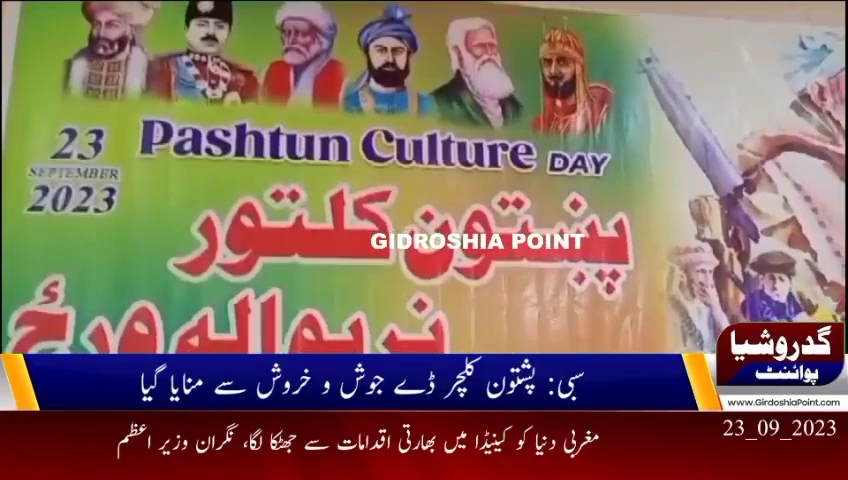 23
SEPTEMBER
2023
Pashtun Culture DAY
پښتون کلتور
GIDROSHIA POINT
نړیواله ورځ
گدروشیا
پوائنٹ
سبی: پشتون کلچر ڈے جوش و خروش سے منایا گیا
www.GirdoshiaPoint.com
مغربی دنیا کو کینیڈا میں بھارتی اقدامات سے جھٹکا لگا، نگران وزیر اعظم
23_09_2023